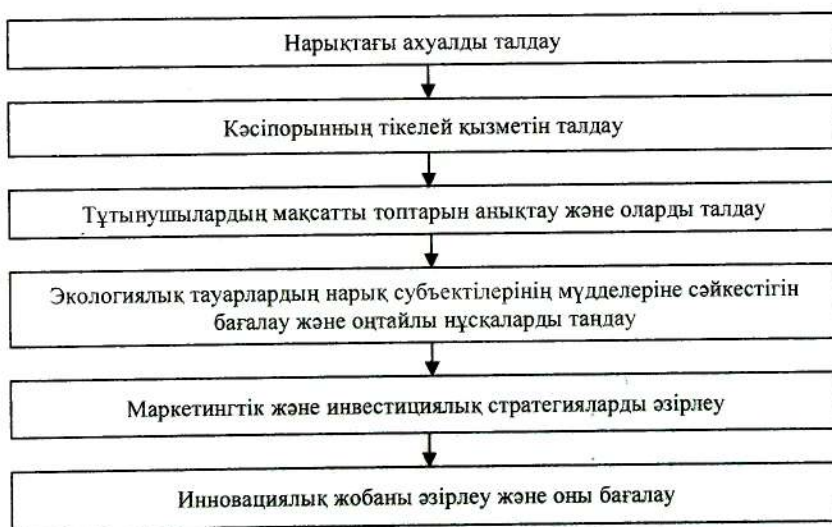 Нарықтағы ахуалды талдау
Кәсіпорынның тікелей қызметін талдау
Тұтынушылардың мақсатты топтарын анықтау және оларды талдау
Экологиялық тауарлардың нарық субъектілерінің мүдделеріне сәйкестігін
бағалау және оңтайлы нұсқаларды таңдау
Маркетингтік және инвестициялық стратегияларды әзірлеу
Инновациялық жобаны әзірлеу және оны бағалау